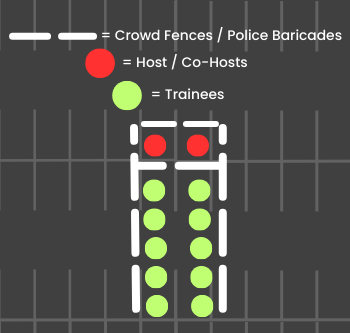 = Crowd Fences / Police Baricades
= Host / Co-Hosts
= Trainees